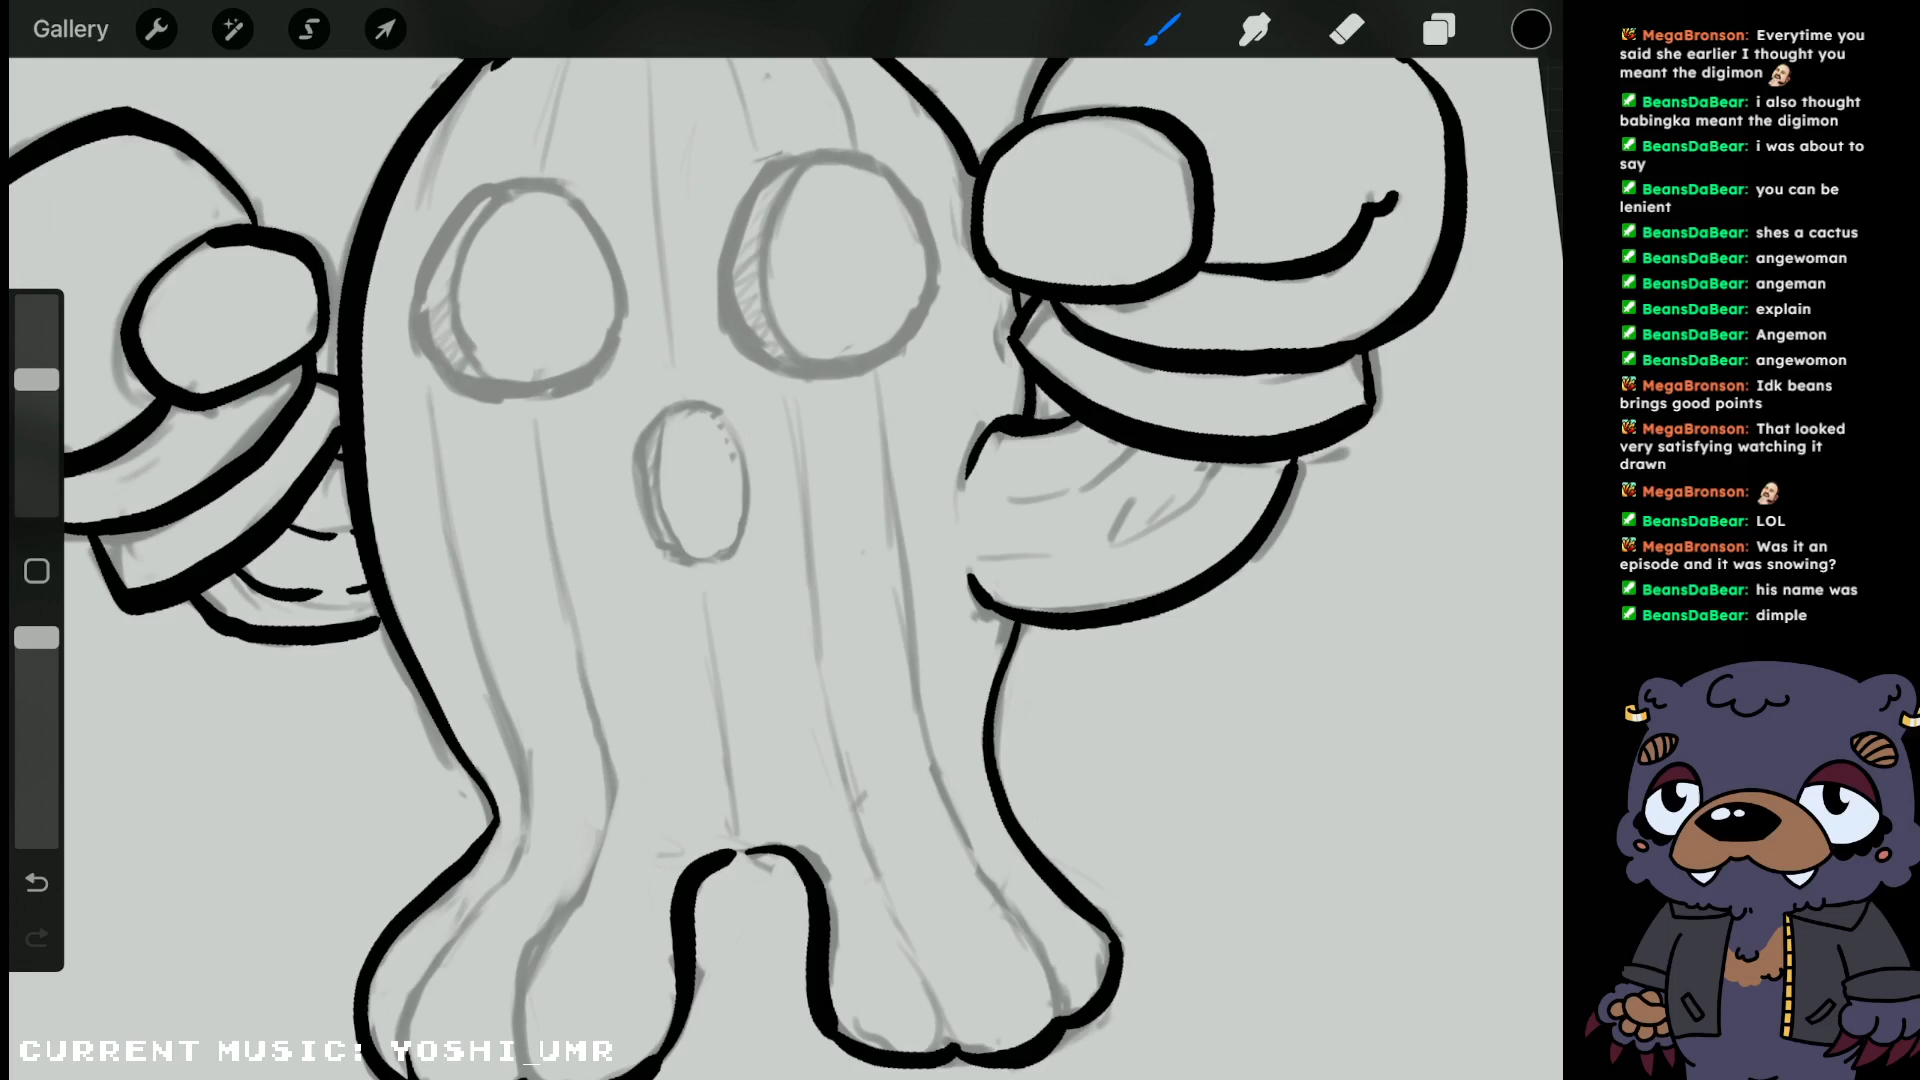 Gallery
MegaBronson: Everytime you
said she earlier I thought you
meant the digimon
BeansDaBear: i also thought
babingka meant the digimon
BeansDaBear: i was about to
say
BeansDaBear: you can be
lenient
BeansDaBear: shes a cactus
BeansDaBear: angewoman
BeansDaBear: angeman
BeansDaBear: explain
BeansDaBear: Angemon
BeansDaBear: angewomon
MegaBronson: Idk beans
brings good points
MegaBronson: That looked
very satisfying watching it
drawn
MegaBronson:
BeansDaBear: LOL
MegaBronson: Was it an
episode and it was snowing?
BeansDaBear: his name was
BeansDaBear: dimple
CURRENT MUSIC: YOSHI_UMR